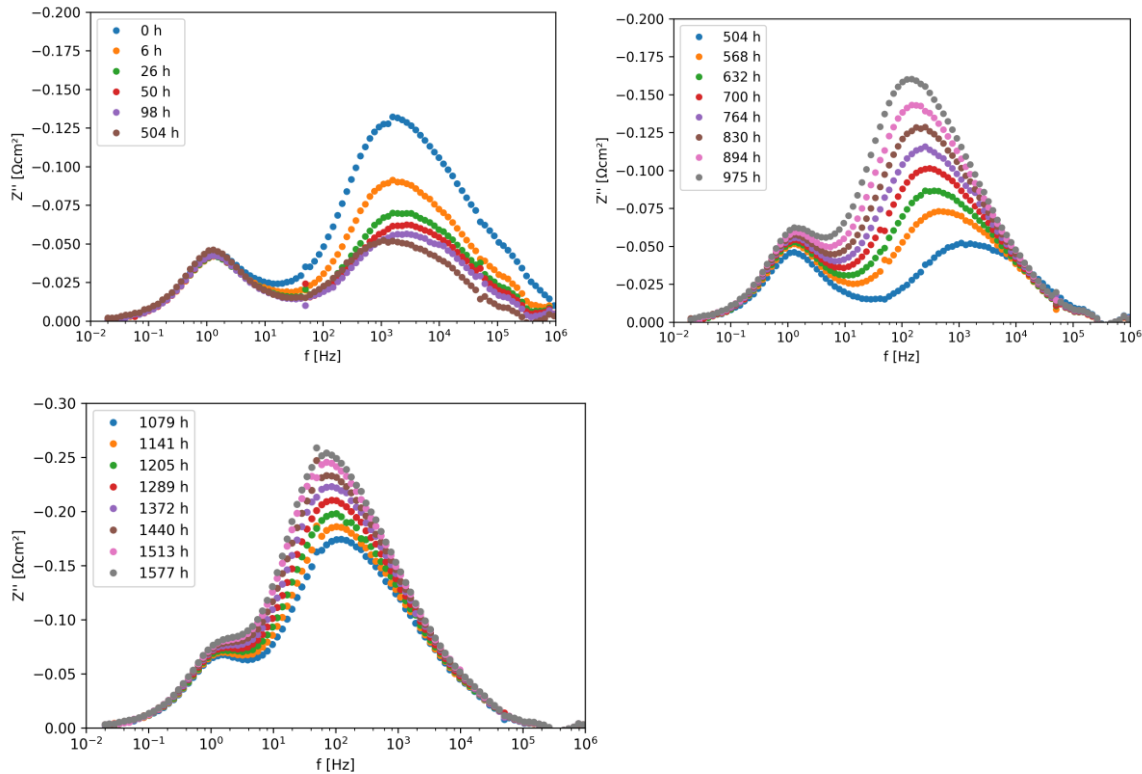 −0.200
−0.175
−0.150
−0.125
−0.100
−0.075
−0.050
−0.025
0.000
Z'' [Ωcm²]
0 h
6 h
26 h
50 h
98 h
504 h
10⁻² 10⁻¹ 10⁰ 10¹ 10² 10³ 10⁴ 10⁵ 10⁶
f [Hz]
−0.200
−0.175
−0.150
−0.125
−0.100
−0.075
−0.050
−0.025
0.000
Z'' [Ωcm²]
504 h
568 h
632 h
700 h
764 h
830 h
894 h
975 h
10⁻² 10⁻¹ 10⁰ 10¹ 10² 10³ 10⁴ 10⁵ 10⁶
f [Hz]
−0.30
−0.25
−0.20
−0.15
−0.10
−0.05
0.00
Z'' [Ωcm²]
1079 h
1141 h
1205 h
1289 h
1372 h
1440 h
1513 h
1577 h
10⁻² 10⁻¹ 10⁰ 10¹ 10² 10³ 10⁴ 10⁵ 10⁶
f [Hz]